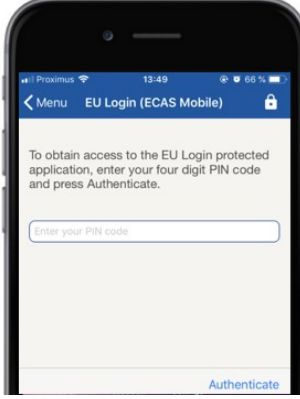 Proximus 13:49 66 %
Menu EU Login (ECAS Mobile)
To obtain access to the EU Login protected
application, enter your four digit PIN code
and press Authenticate.
Enter your PIN code
Authenticate